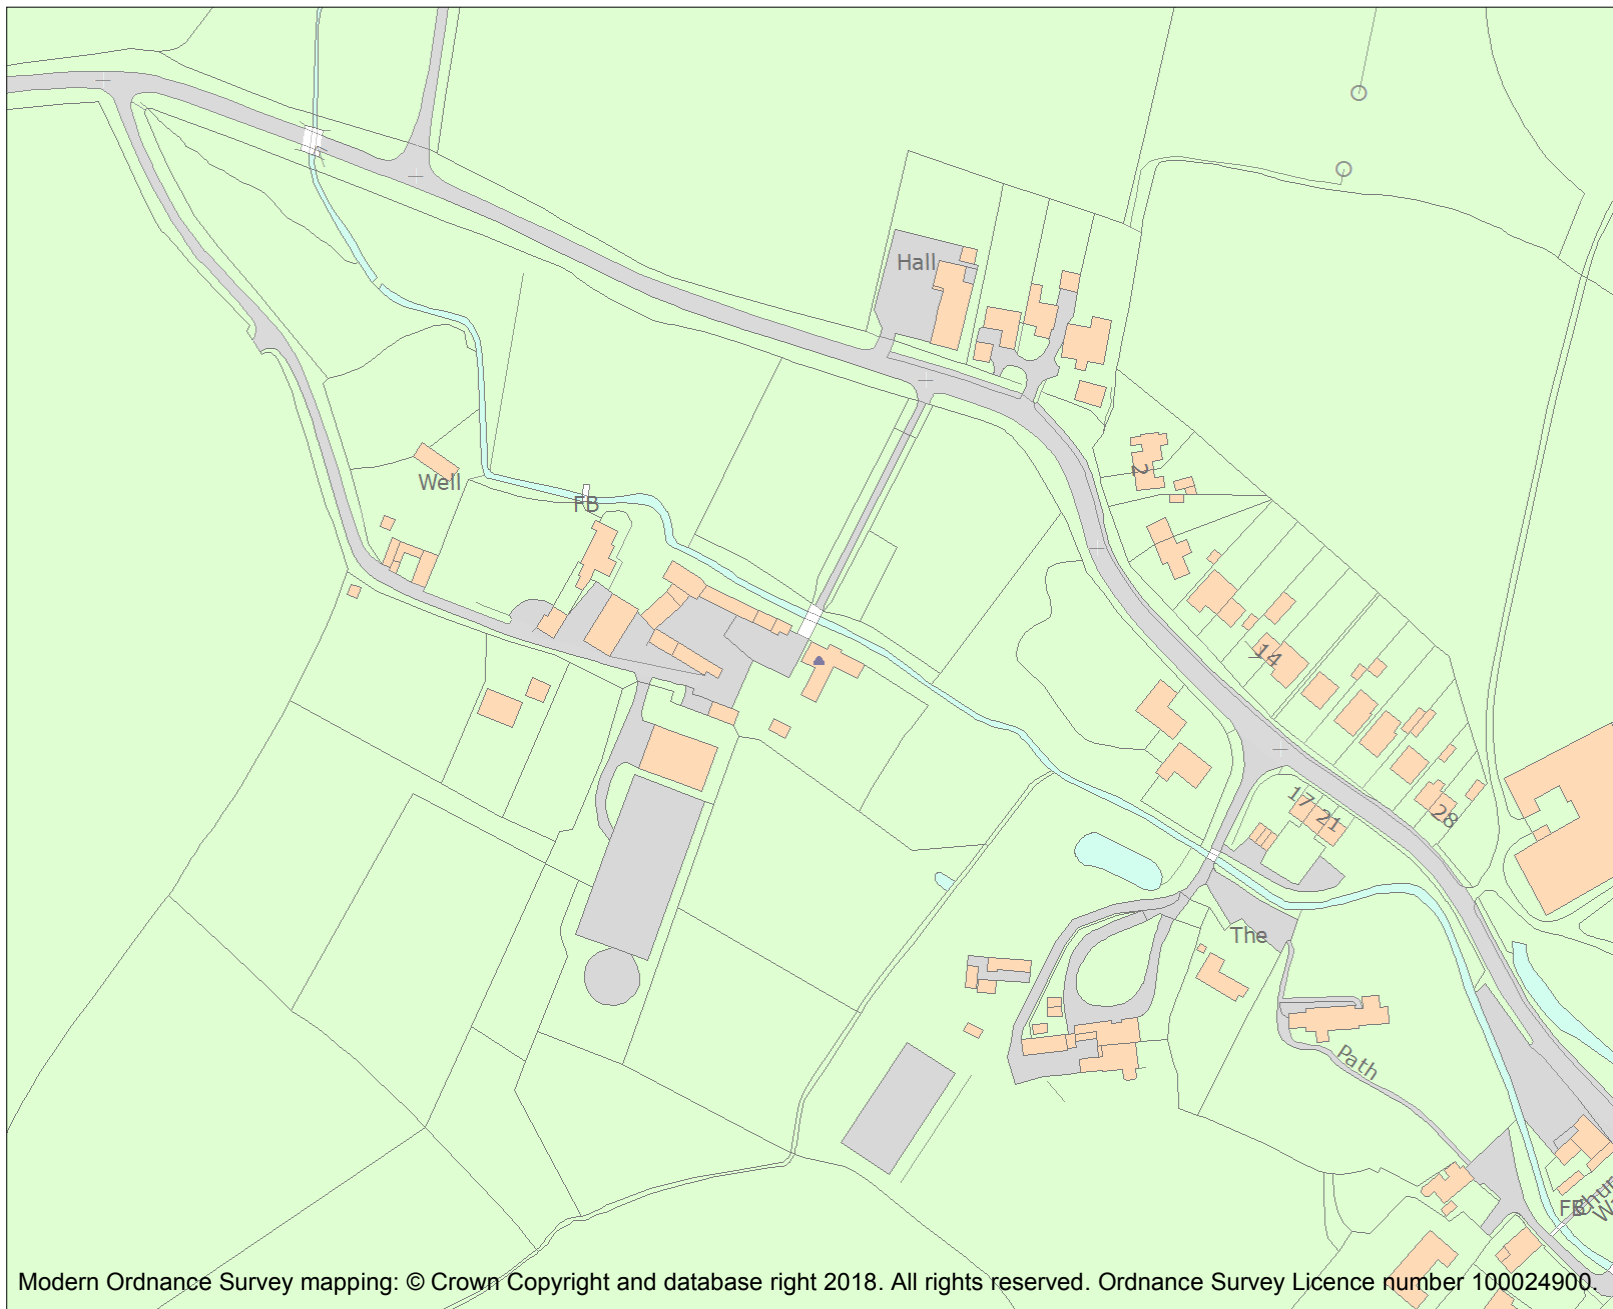 Hall
2
Well
FB
14
17
21
28
The
Path
FB
Modern Ordnance Survey mapping: © Crown Copyright and database right 2018. All rights reserved. Ordnance Survey Licence number 100024900.